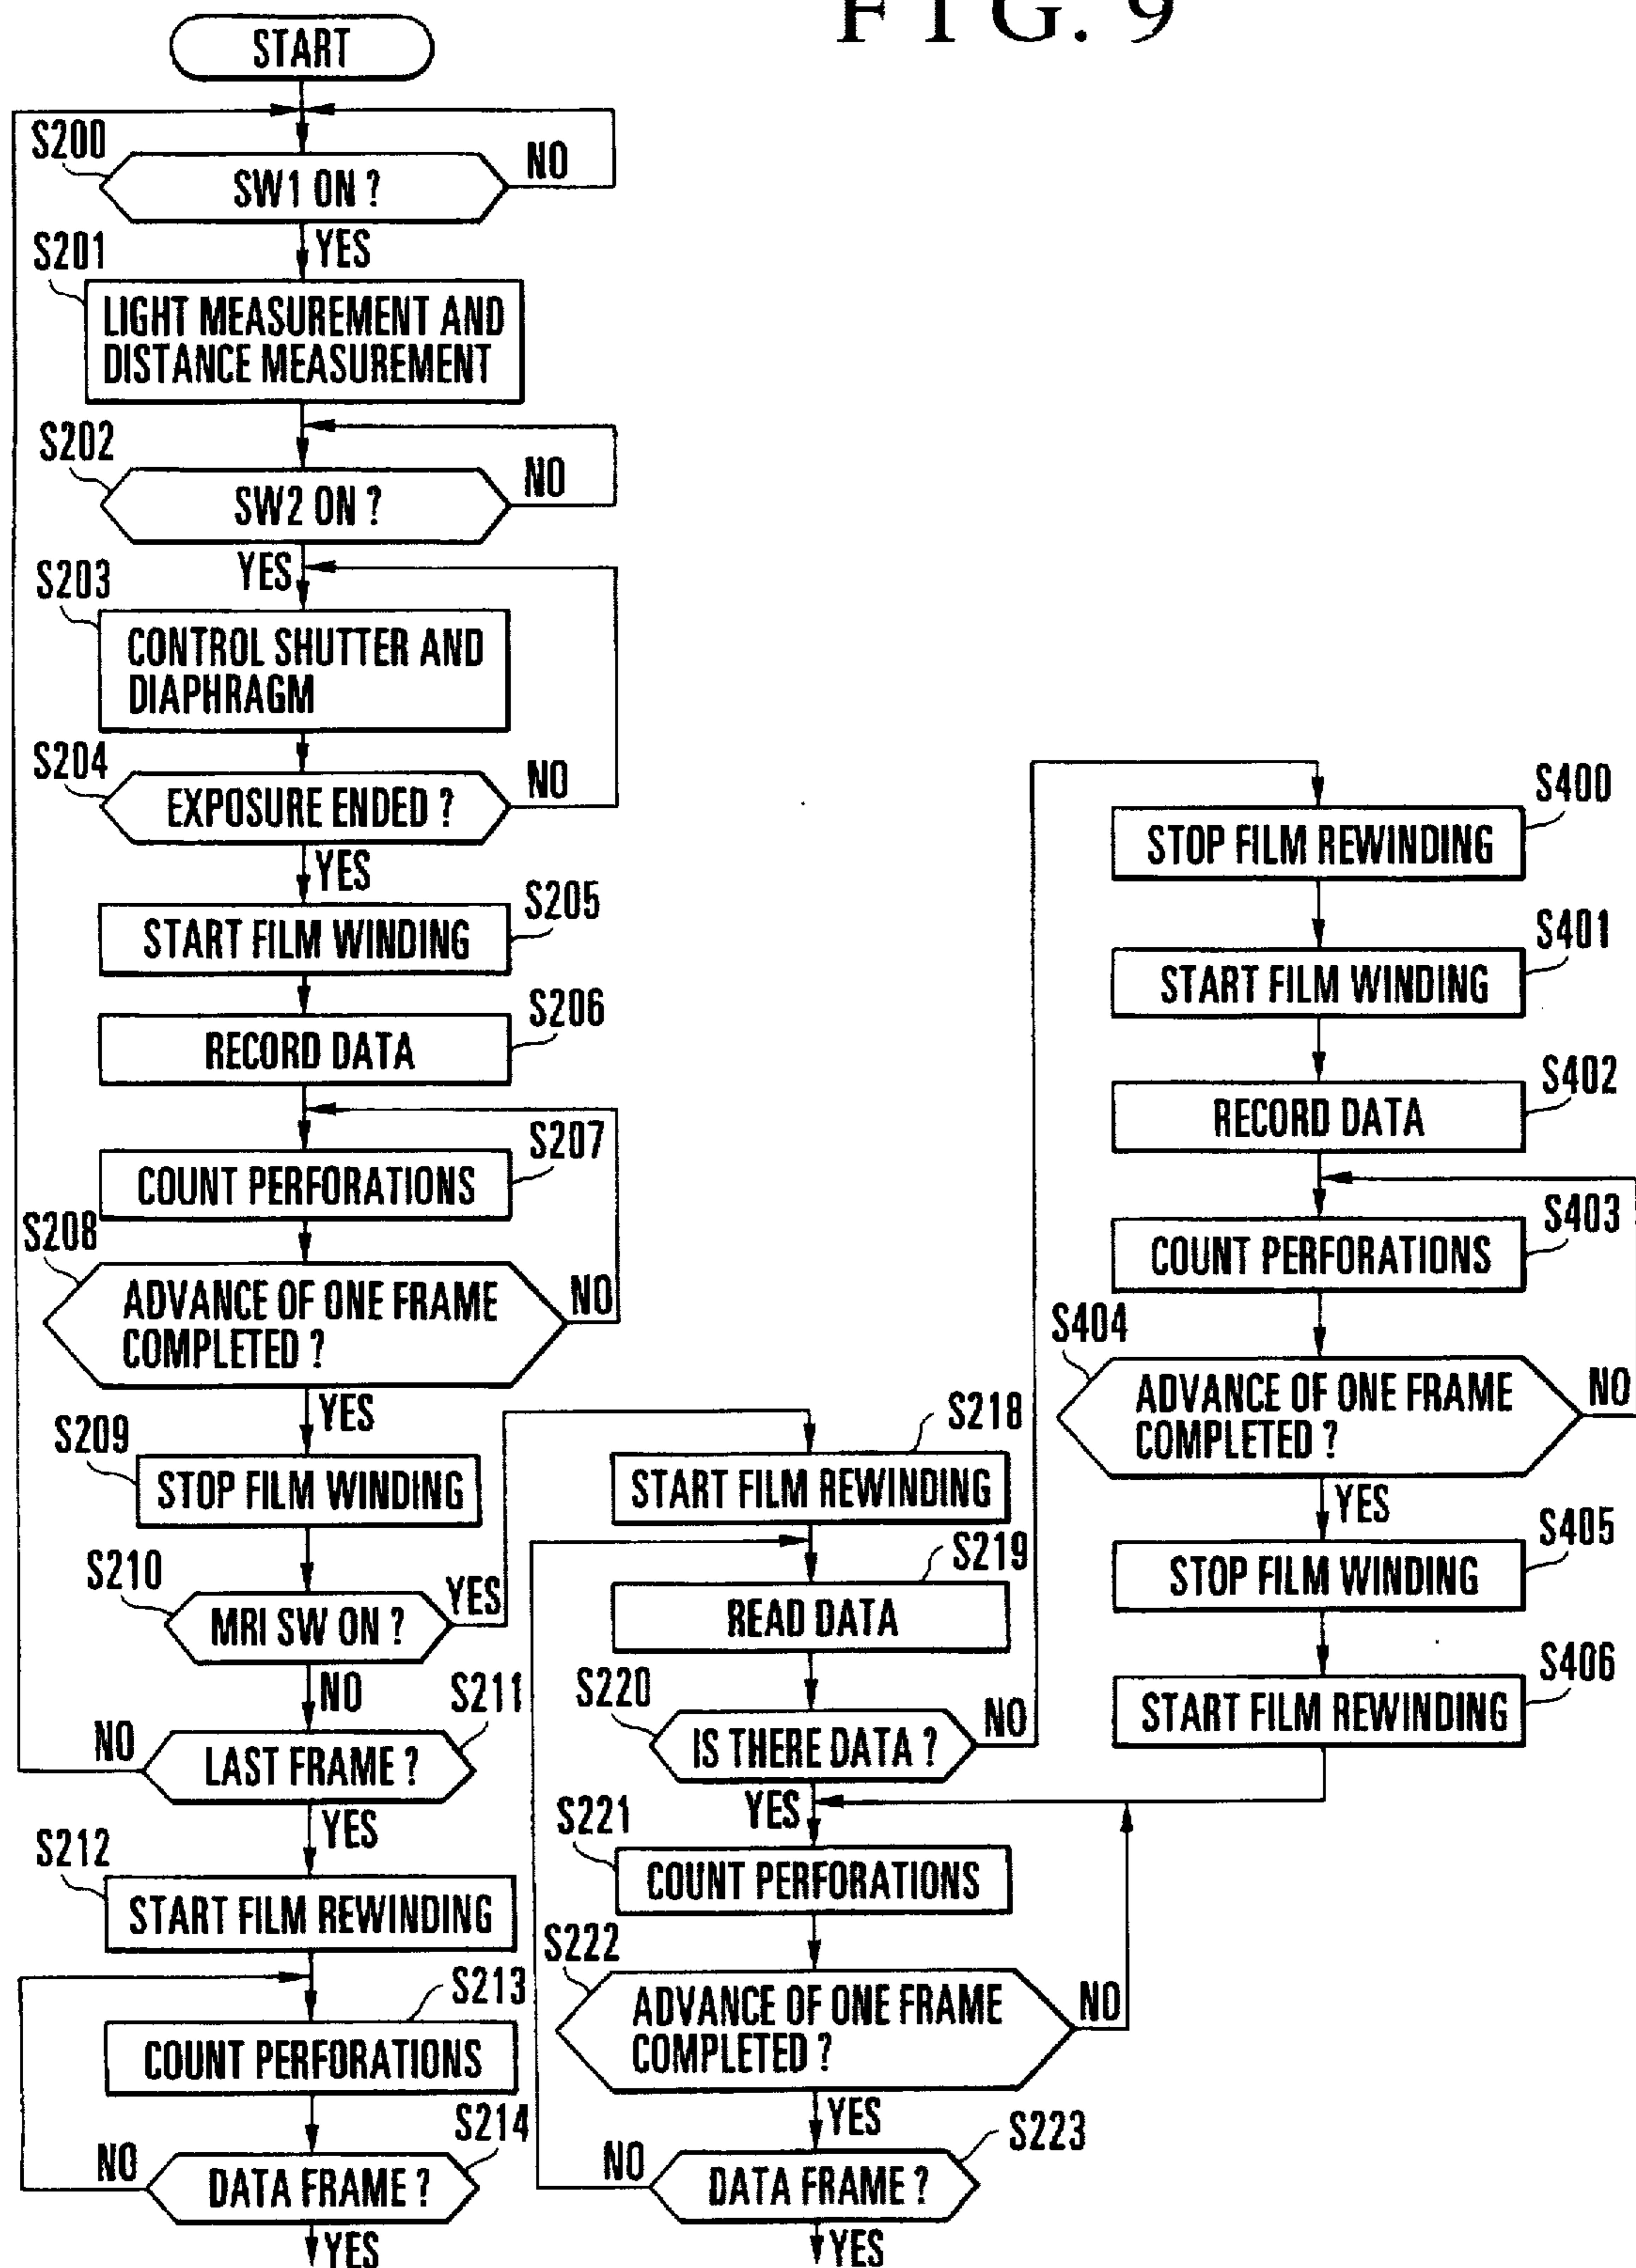 FIG. 9
START
S200
SW1 ON ?
NO
YES
S201
LIGHT MEASUREMENT AND
DISTANCE MEASUREMENT
S202
SW2 ON ?
NO
YES
S203
CONTROL SHUTTER AND
DIAPHRAGM
S204
EXPOSURE ENDED ?
NO
YES
S205
START FILM WINDING
S206
RECORD DATA
S207
COUNT PERFORATIONS
S208
ADVANCE OF ONE FRAME
COMPLETED ?
NO
YES
S209
STOP FILM WINDING
S210
MRI SW ON ?
YES
NO
S211
LAST FRAME ?
NO
YES
S212
START FILM REWINDING
S213
COUNT PERFORATIONS
S214
DATA FRAME ?
NO
YES
S218
START FILM REWINDING
S219
READ DATA
S220
IS THERE DATA ?
NO
YES
S221
COUNT PERFORATIONS
S222
ADVANCE OF ONE FRAME
COMPLETED ?
NO
YES
S223
DATA FRAME ?
NO
YES
S400
STOP FILM REWINDING
S401
START FILM WINDING
S402
RECORD DATA
S403
COUNT PERFORATIONS
S404
ADVANCE OF ONE FRAME
COMPLETED ?
NO
YES
S405
STOP FILM WINDING
S406
START FILM REWINDING